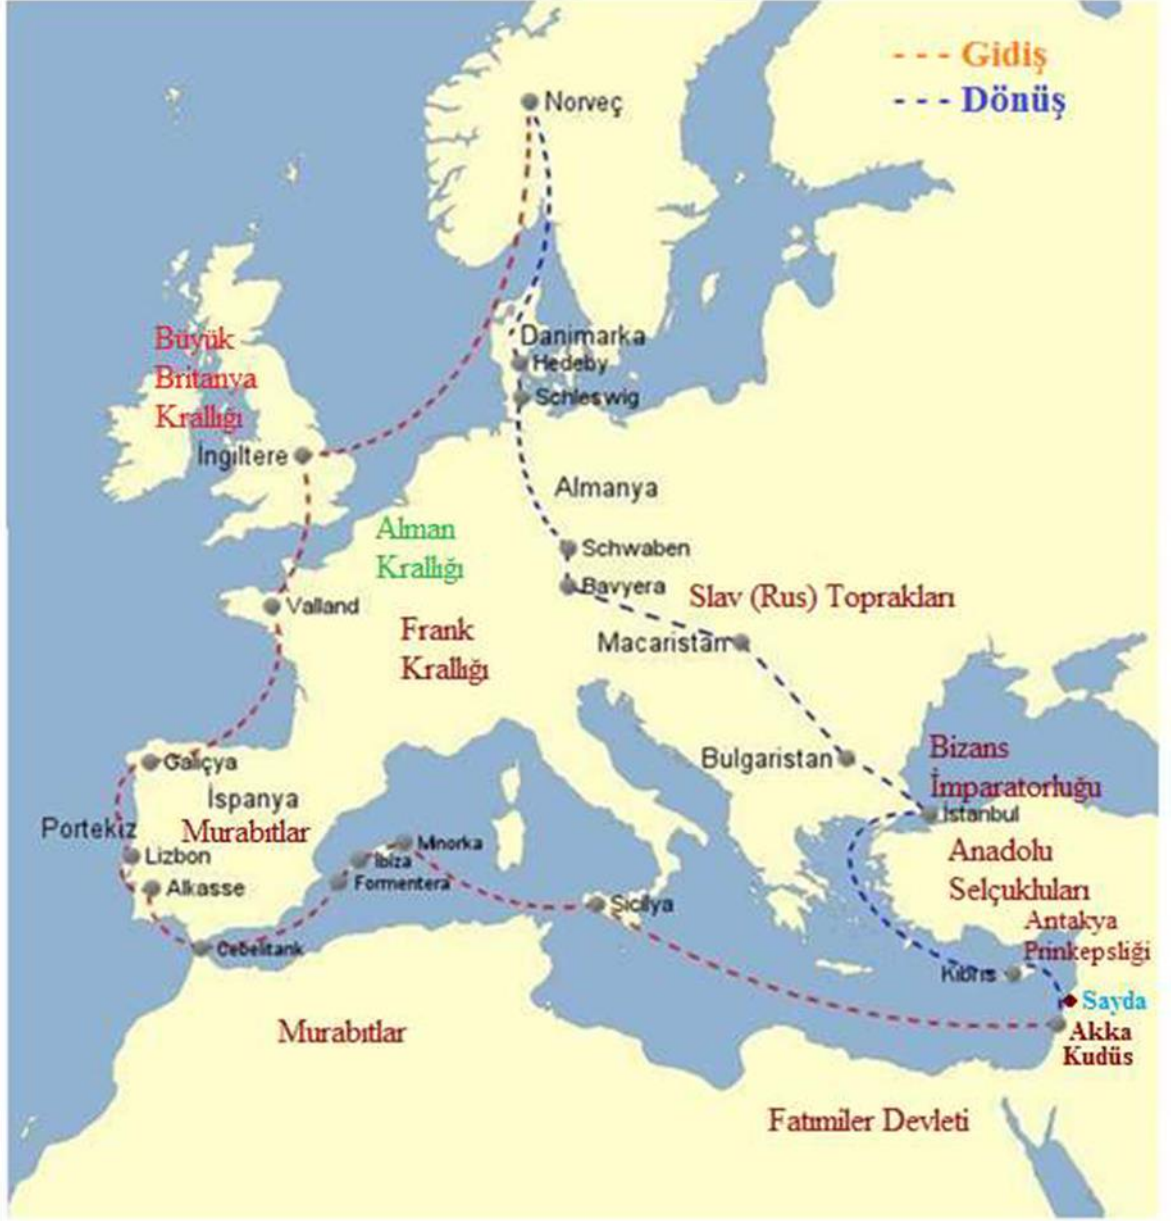 --- Gidiş
--- Dönüş
Norveç
Danimarka
Hedeby
Schleswig
Büyük
Britanya
Krallığı
İngiltere
Almanya
Alman
Krallığı
Schwaben
Bavyera
Slav (Rus) Toprakları
Valland
Frank
Krallığı
Macaristan
Galiçya
Bulgaristan
Bizans
İmparatorluğu
İspanya
İstanbul
Portekiz
Murabıtlar
Lizbon
Minorka
İbiza
Formentera
Alkasse
Anadolu
Selçukluları
Sicilya
Antakya
Prinkepsliği
Cebelitarık
Kıbrıs
Sayda
Akka
Kudüs
Murabıtlar
Fatımiler Devleti